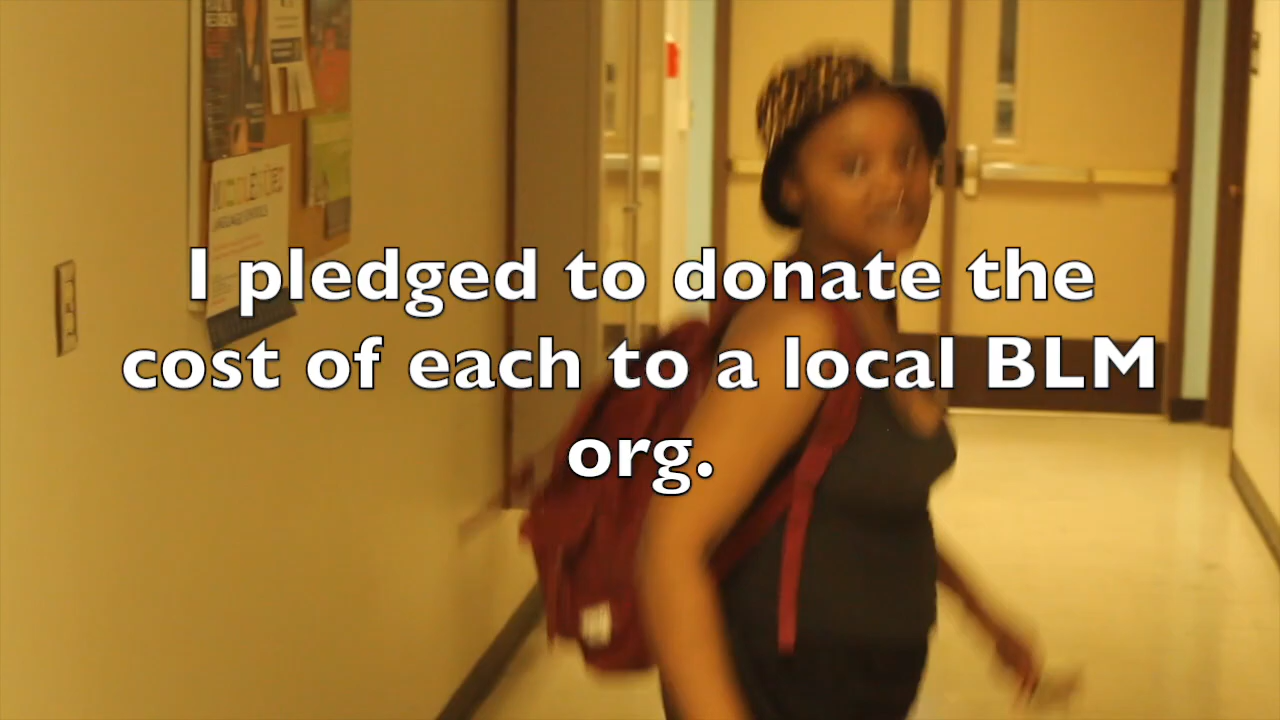 I pledged to donate the
cost of each to a local BLM
org.